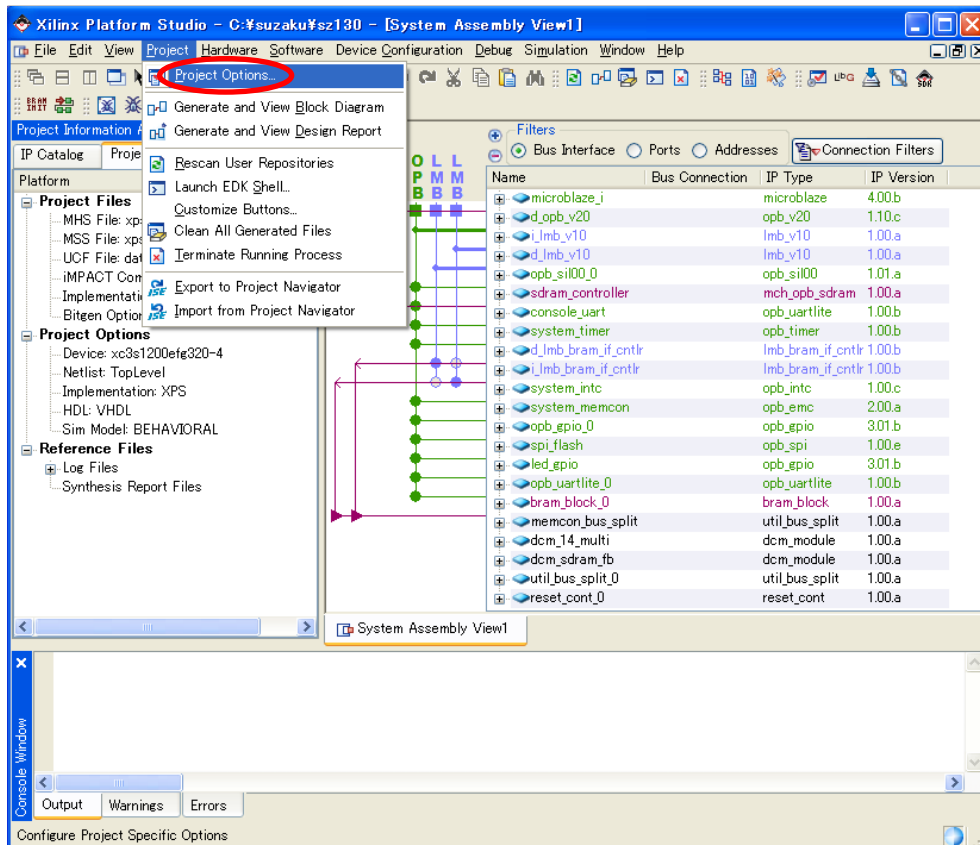 Xilinx Platform Studio - C:¥suzaku¥sz130 - [System Assembly View1]
File Edit View Project Hardware Software Device Configuration Debug Simulation Window Help
Project Options...
Generate and View Block Diagram
Generate and View Design Report
Rescan User Repositories
Launch EDK Shell...
Customize Buttons...
Clean All Generated Files
Terminate Running Process
Export to Project Navigator
Import from Project Navigator
Project Information
IP Catalog
Platform
Project Files
MHS File:
MSS File:
UCF File:
iMPACT
Bitgen
Project Options
Device: xc3s1200efg320-4
Netlist: TopLevel
Implementation: XPS
HDL: VHDL
Sim Model: BEHAVIORAL
Reference Files
Log Files
Synthesis Report Files
OPB
LMB
LMB
Filters
Bus Interface Ports Addresses Connection Filters
Name Bus Connection IP Type IP Version
microblaze_i microblaze 4.00.b
d_opb_v20 opb_v20 1.10.c
i_lmb_v10 lmb_v10 1.00.a
d_lmb_v10 lmb_v10 1.00.a
opb_sil00_0 opb_sil00 1.01.a
sdram_controller mch_opb_sdram 1.00.a
console_uart opb_uartlite 1.00.b
system_timer opb_timer 1.00.b
d_lmb_bram_if_cntlr lmb_bram_if_cntlr 1.00.b
i_lmb_bram_if_cntlr lmb_bram_if_cntlr 1.00.b
system_intc opb_intc 1.00.c
system_memcon opb_emc 2.00.a
opb_gpio_0 opb_gpio 3.01.b
spi_flash opb_spi 1.00.e
led_gpio opb_gpio 3.01.b
opb_uartlite_0 opb_uartlite 1.00.b
bram_block_0 bram_block 1.00.a
memcon_bus_split util_bus_split 1.00.a
dcm_14_multi dcm_module 1.00.a
dcm_sdram_fb dcm_module 1.00.a
util_bus_split_0 util_bus_split 1.00.a
reset_cont_0 reset_cont 1.00.a
System Assembly View1
Console Window
Output Warnings Errors
Configure Project Specific Options